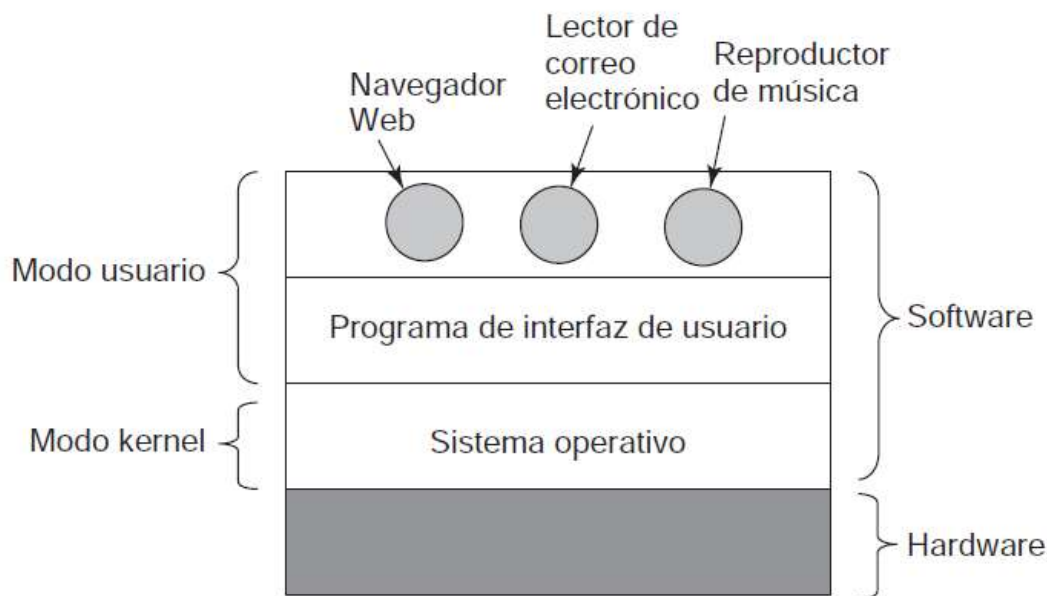 Lector de
correo
electrónico
Reproductor
de música
Navegador
Web
Modo usuario
Programa de interfaz de usuario
Software
Modo kernel
Sistema operativo
Hardware